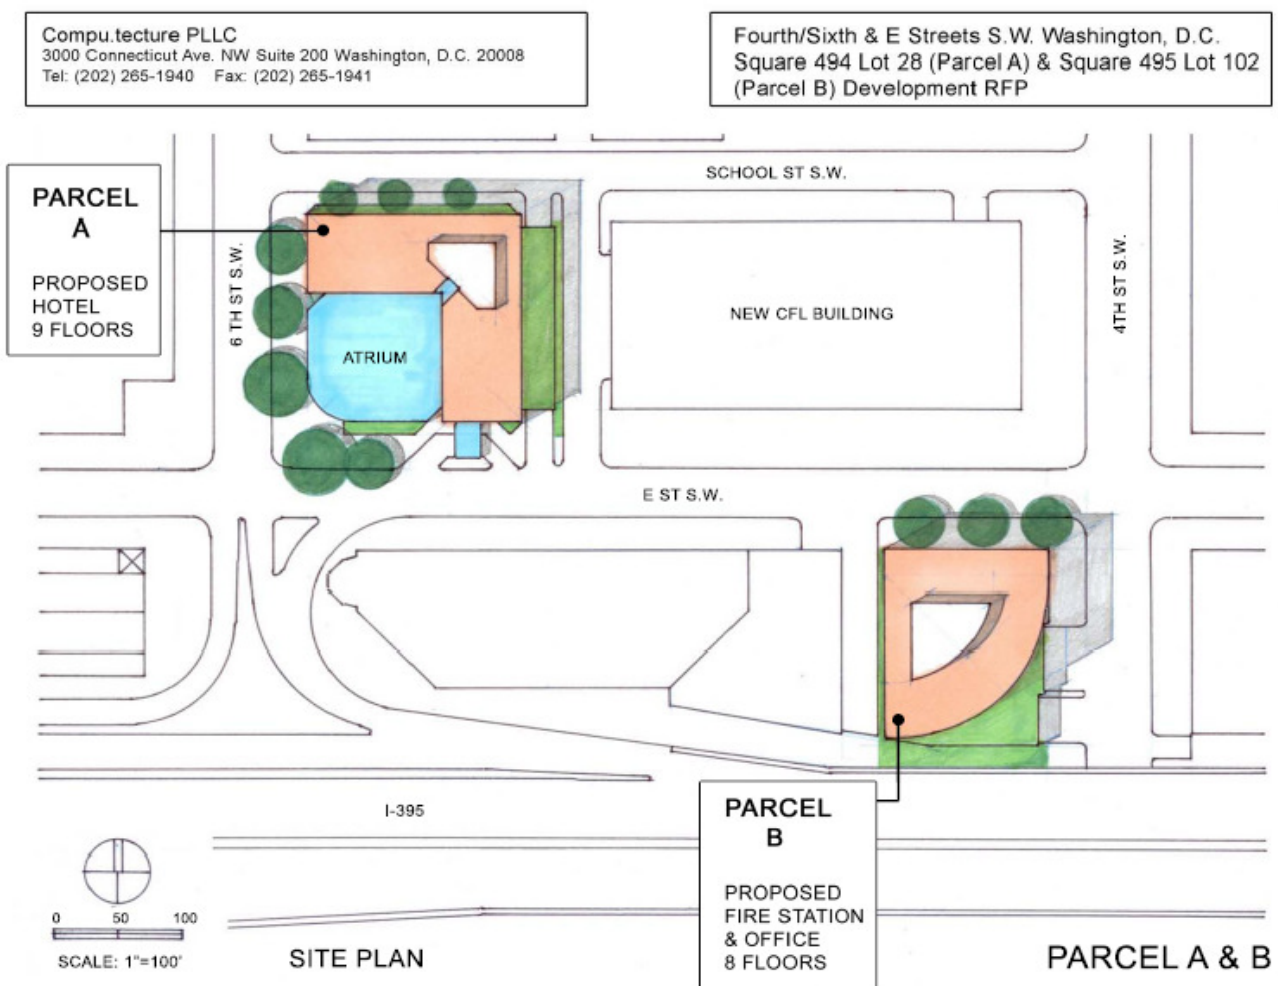 Compu.tecture PLLC
3000 Connecticut Ave. NW Suite 200 Washington, D.C. 20008
Tel: (202) 265-1940 Fax: (202) 265-1941
Fourth/Sixth & E Streets S.W. Washington, D.C.
Square 494 Lot 28 (Parcel A) & Square 495 Lot 102
(Parcel B) Development RFP
SCHOOL ST S.W.
PARCEL
A
PROPOSED
HOTEL
9 FLOORS
6 TH ST S.W.
ATRIUM
NEW CFL BUILDING
4TH ST S.W.
E ST S.W.
I-395
PARCEL
B
PROPOSED
FIRE STATION
& OFFICE
8 FLOORS
0 50 100
SCALE: 1"=100'
SITE PLAN
PARCEL A & B